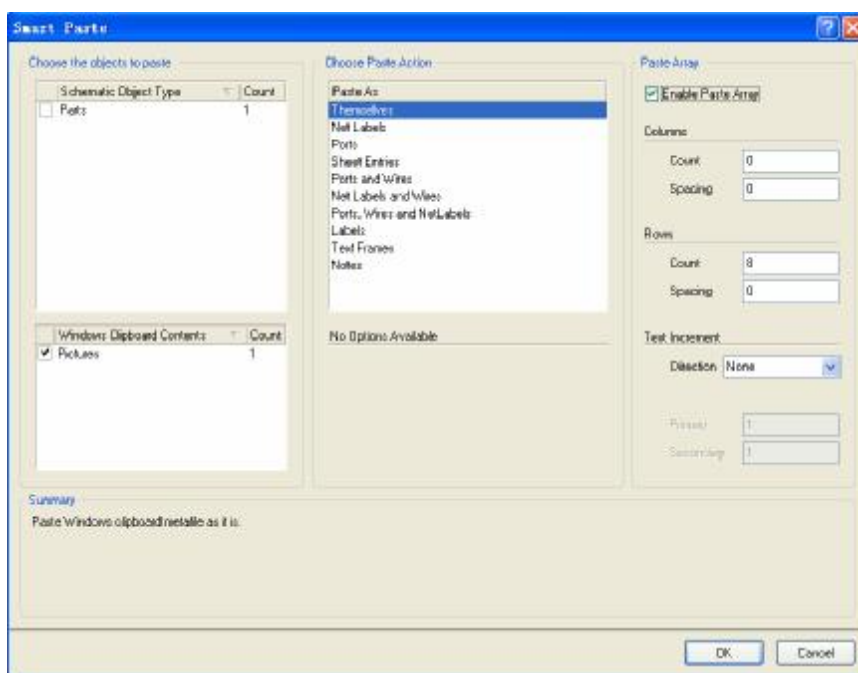 Smart Paste
Choose the objects to paste
Schematic Object Type Count
Parts 1
Windows Clipboard Contents Count
Pictures 1
Choose Paste Action
Paste As
Themselves
Net Labels
Ports
Sheet Entries
Ports and Wires
Net Labels and Wires
Ports, Wires and NetLabels
Labels
Text Frames
Notes
No Options Available
Paste Array
Enable Paste Array
Columns
Count 0
Spacing 0
Rows
Count 8
Spacing 0
Text Increment
Direction None
Primary 1
Secondary 1
Summary
Paste Windows clipboard metafile as it is.
OK Cancel